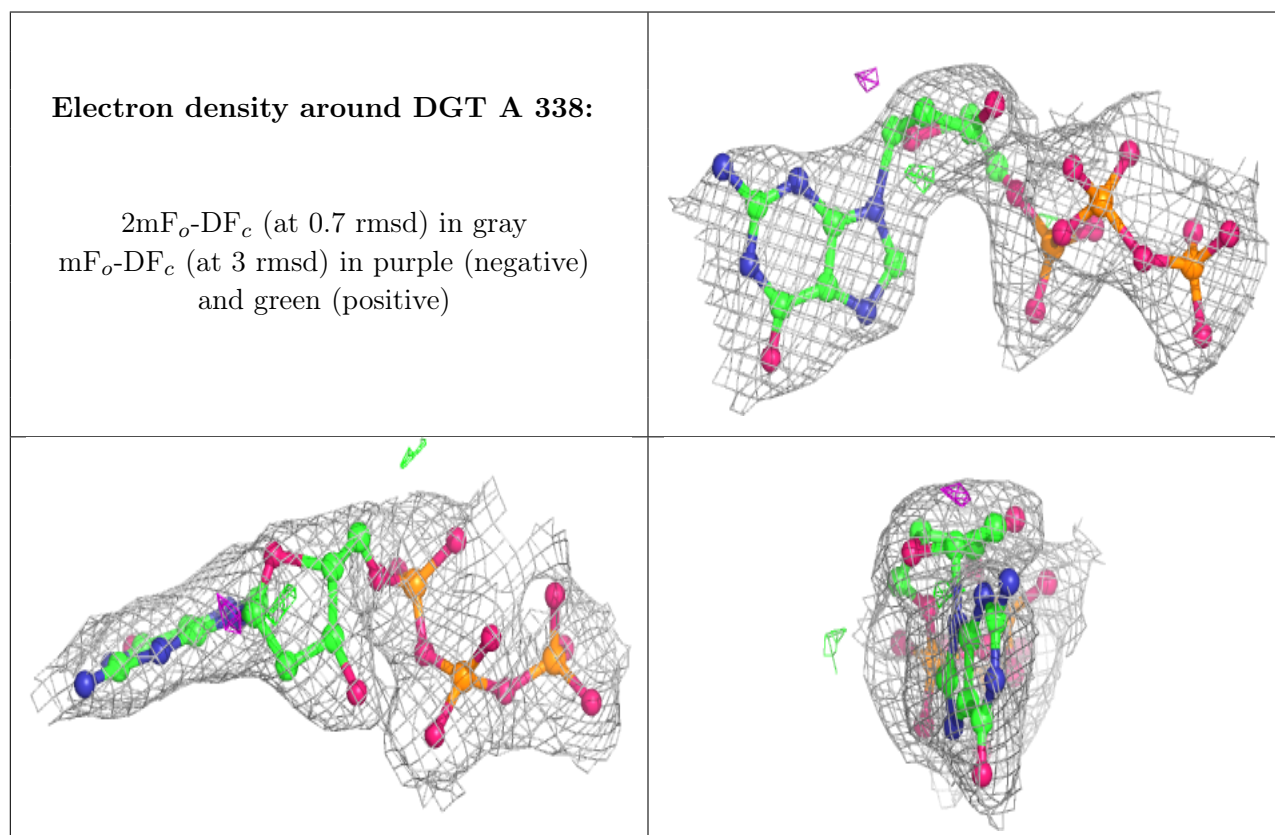 Electron density around DGT A 338:
2mFo-DFc (at 0.7 rmsd) in gray
mFo-DFc (at 3 rmsd) in purple (negative)
and green (positive)